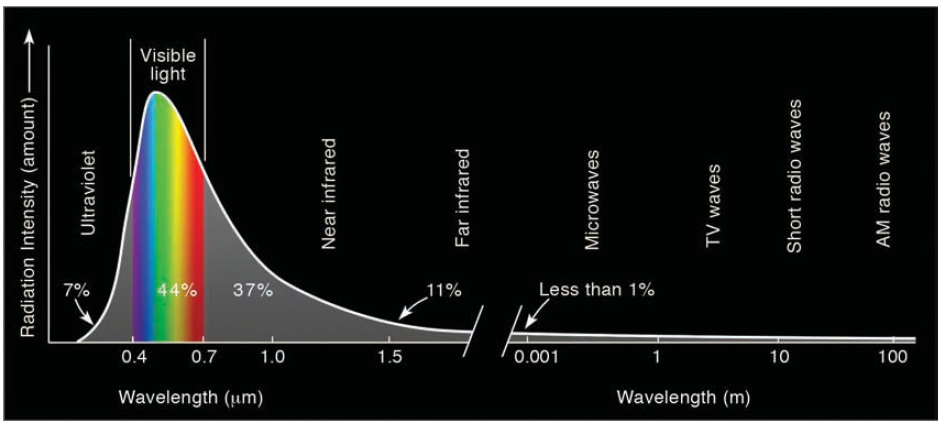 Radiation Intensity (amount)
Visible
light
Ultraviolet
Near infrared
Far infrared
Microwaves
TV waves
Short radio waves
AM radio waves
7%
44%
37%
11%
Less than 1%
0.4
0.7
1.0
1.5
0.001
1
10
100
Wavelength (μm)
Wavelength (m)